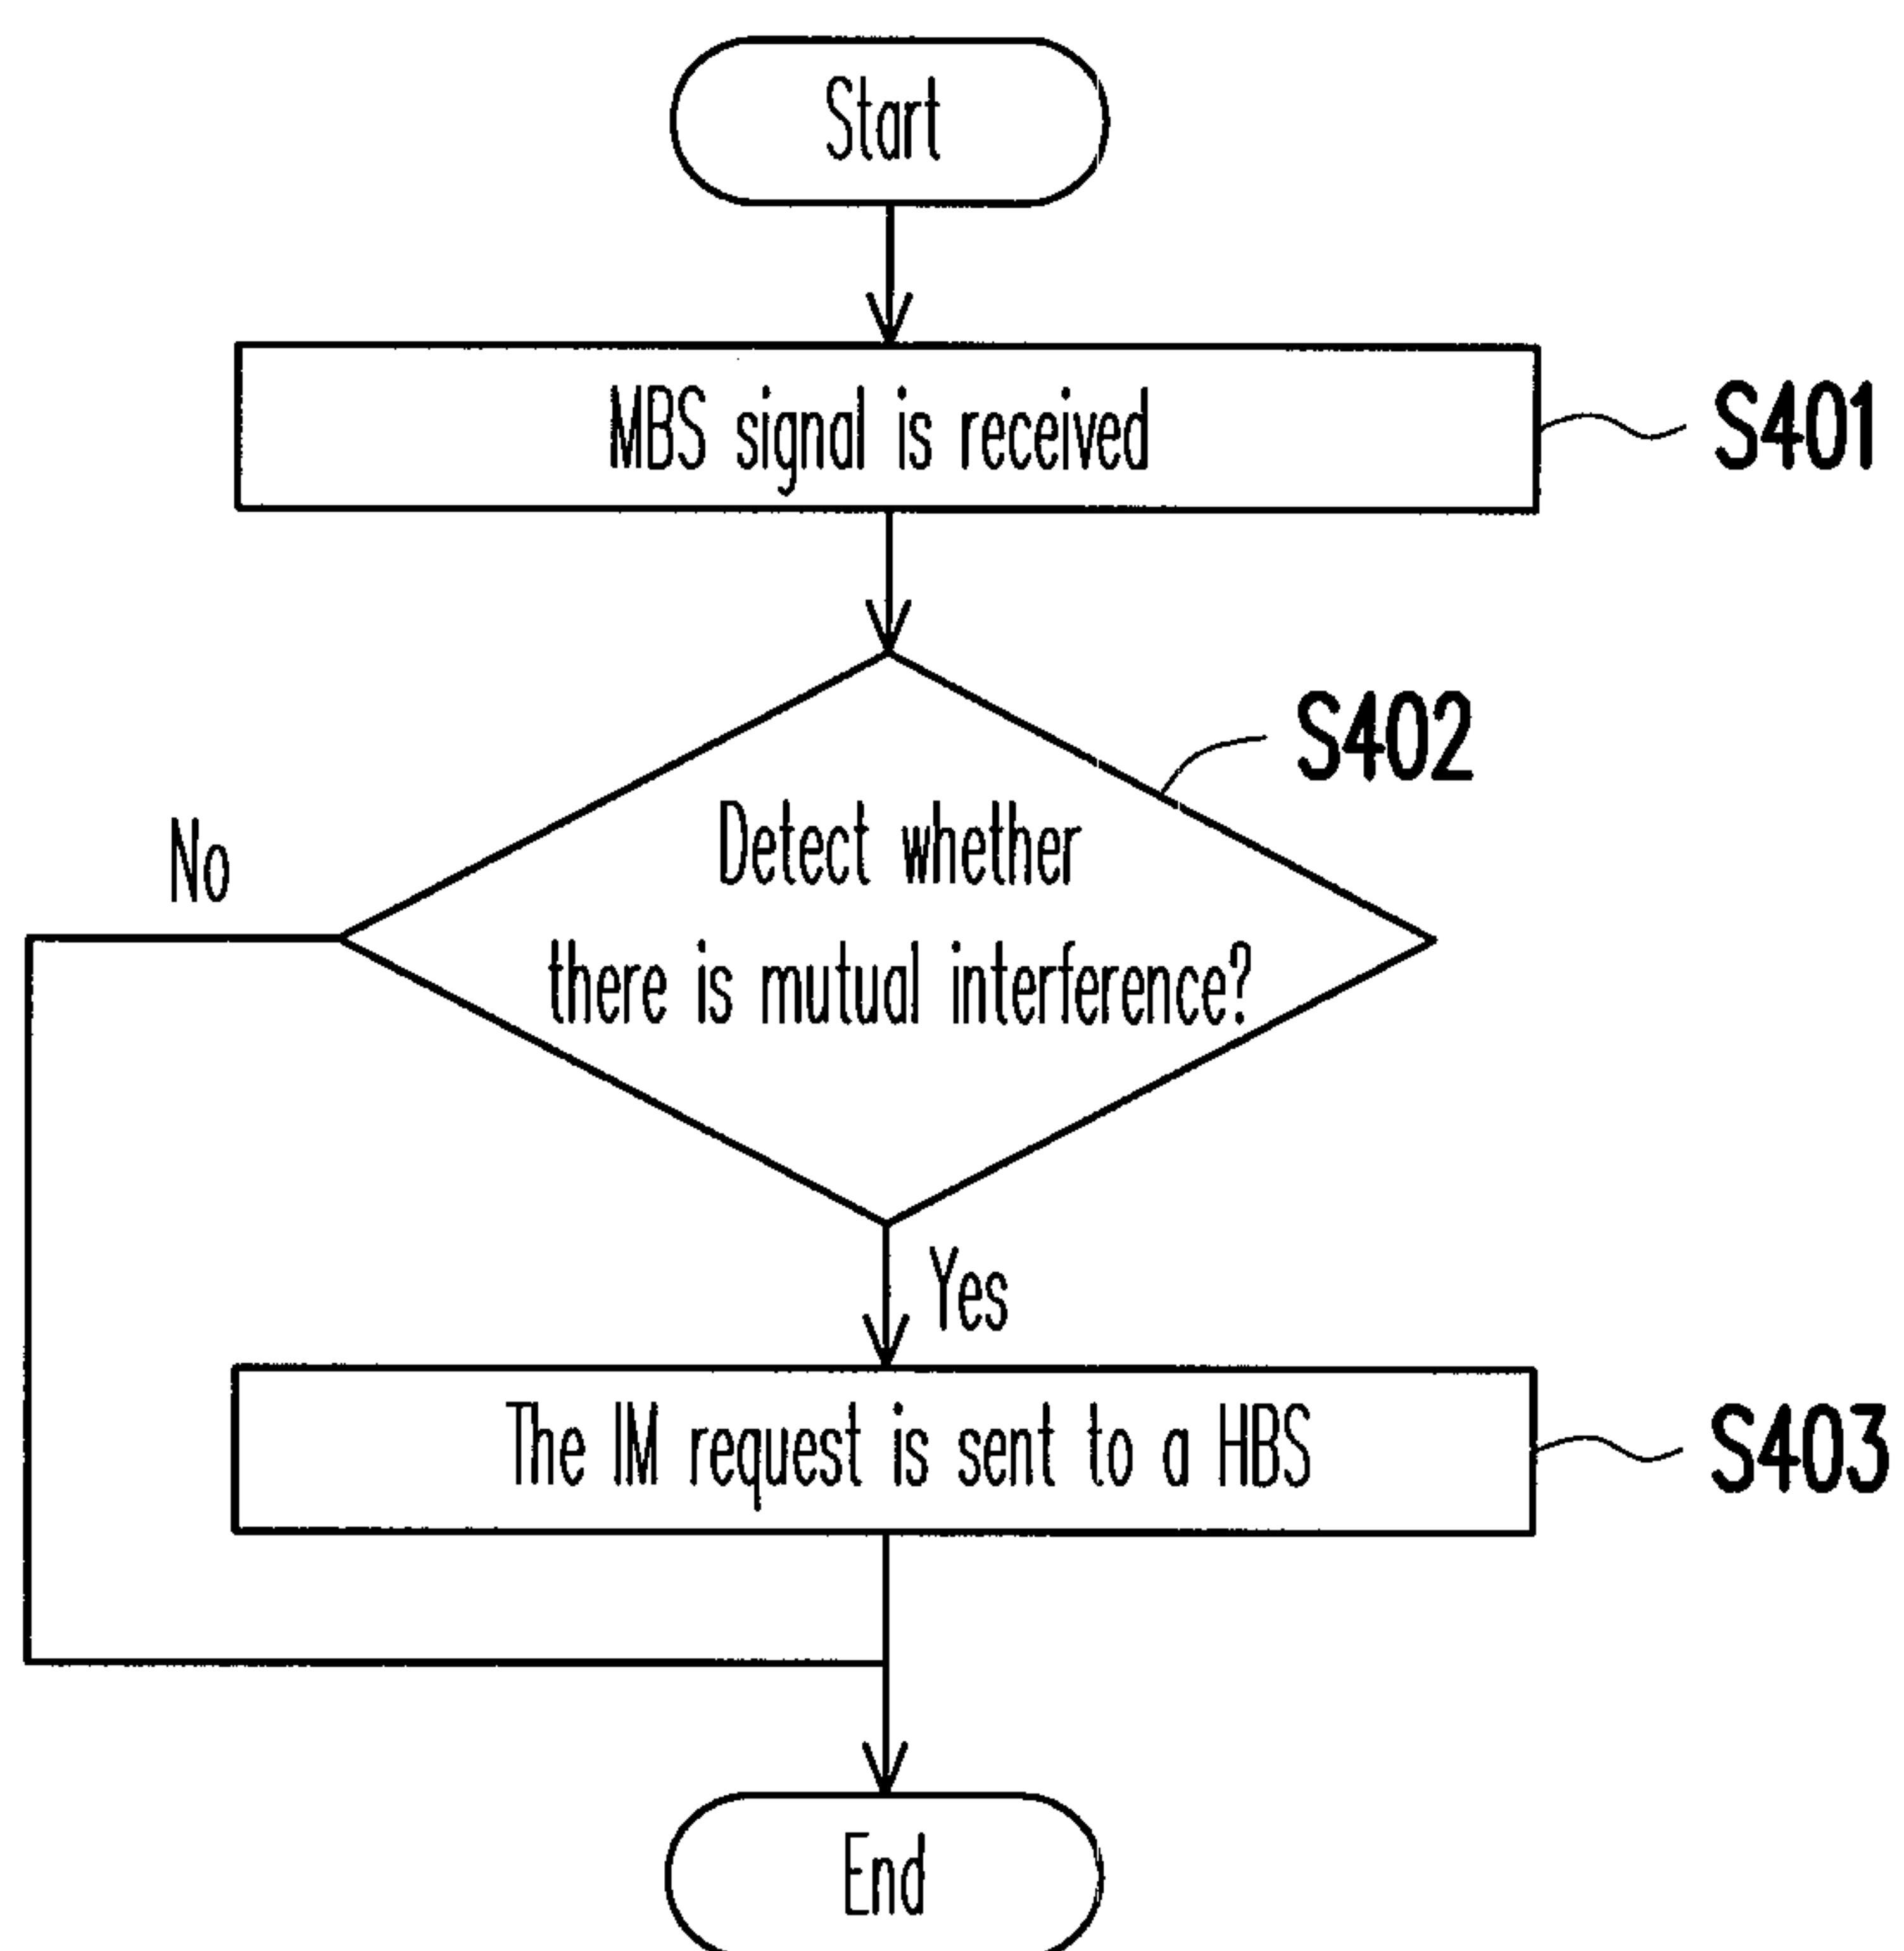 Start
MBS signal is received
S401
S402
Detect whether
there is mutual interference?
No
Yes
The IM request is sent to a HBS
S403
End